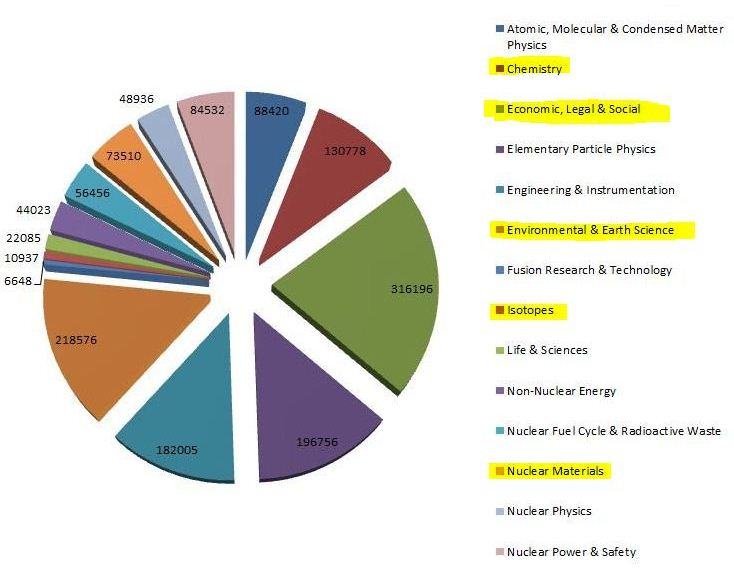 48936
84532
88420
73510
130778
56456
44023
22085
10937
6648
316196
218576
182005
196756
Atomic, Molecular & Condensed Matter
Physics
Chemistry
Economic, Legal & Social
Elementary Particle Physics
Engineering & Instrumentation
Environmental & Earth Science
Fusion Research & Technology
Isotopes
Life & Sciences
Non-Nuclear Energy
Nuclear Fuel Cycle & Radioactive Waste
Nuclear Materials
Nuclear Physics
Nuclear Power & Safety